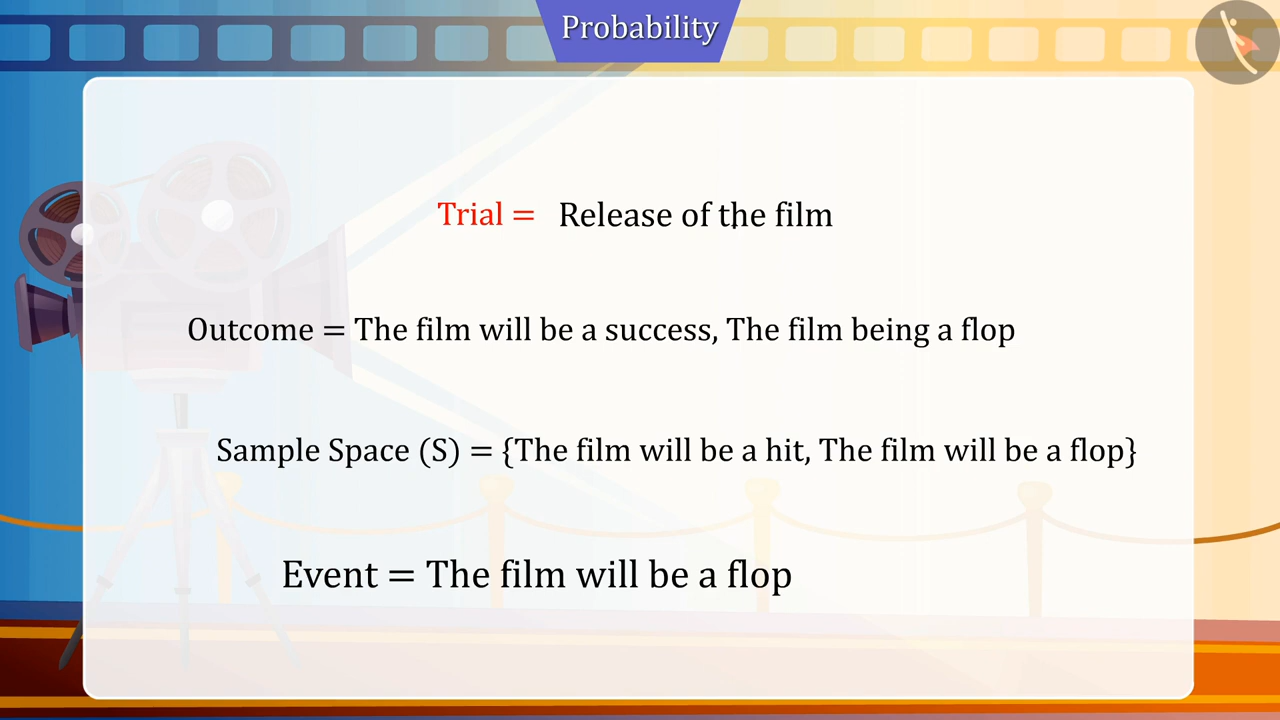 Probability
Trial = Release of the film
Outcome = The film will be a success, The film being a flop
Sample Space (S) = {The film will be a hit, The film will be a flop}
Event = The film will be a flop